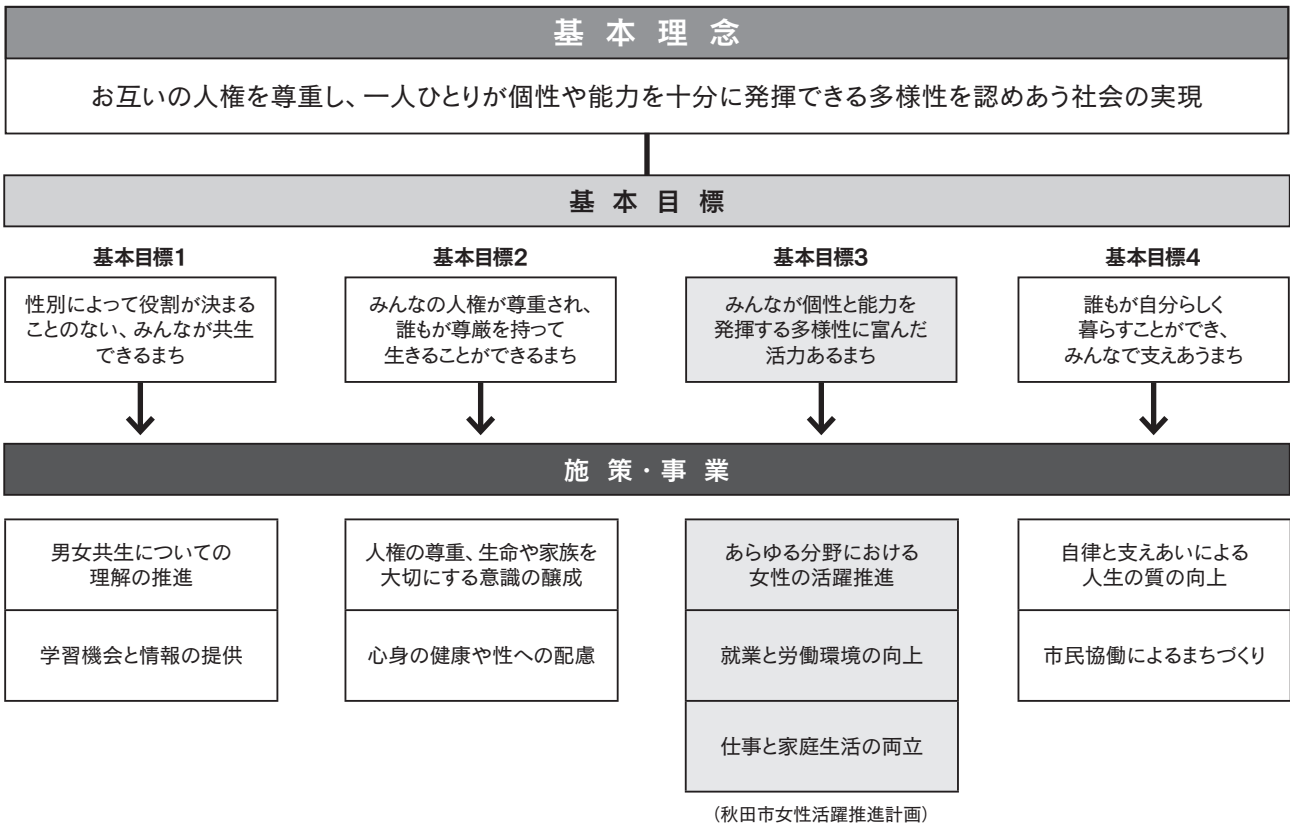 基本理念
お互いの人権を尊重し、一人ひとりが個性や能力を十分に発揮できる多様性を認めあう社会の実現
基本目標
基本目標1
性別によって役割が決まる
ことのない、みんなが共生
できるまち
基本目標2
みんなの人権が尊重され、
誰もが尊厳を持って
生きることができるまち
基本目標3
みんなが個性と能力を
発揮する多様性に富んだ
活力あるまち
基本目標4
誰もが自分らしく
暮らすことができ、
みんなで支えあうまち
施策・事業
男女共生についての
理解の推進
学習機会と情報の提供
人権の尊重、生命や家族を
大切にする意識の醸成
心身の健康や性への配慮
あらゆる分野における
女性の活躍推進
就業と労働環境の向上
仕事と家庭生活の両立
(秋田市女性活躍推進計画)
自律と支えあいによる
人生の質の向上
市民協働によるまちづくり